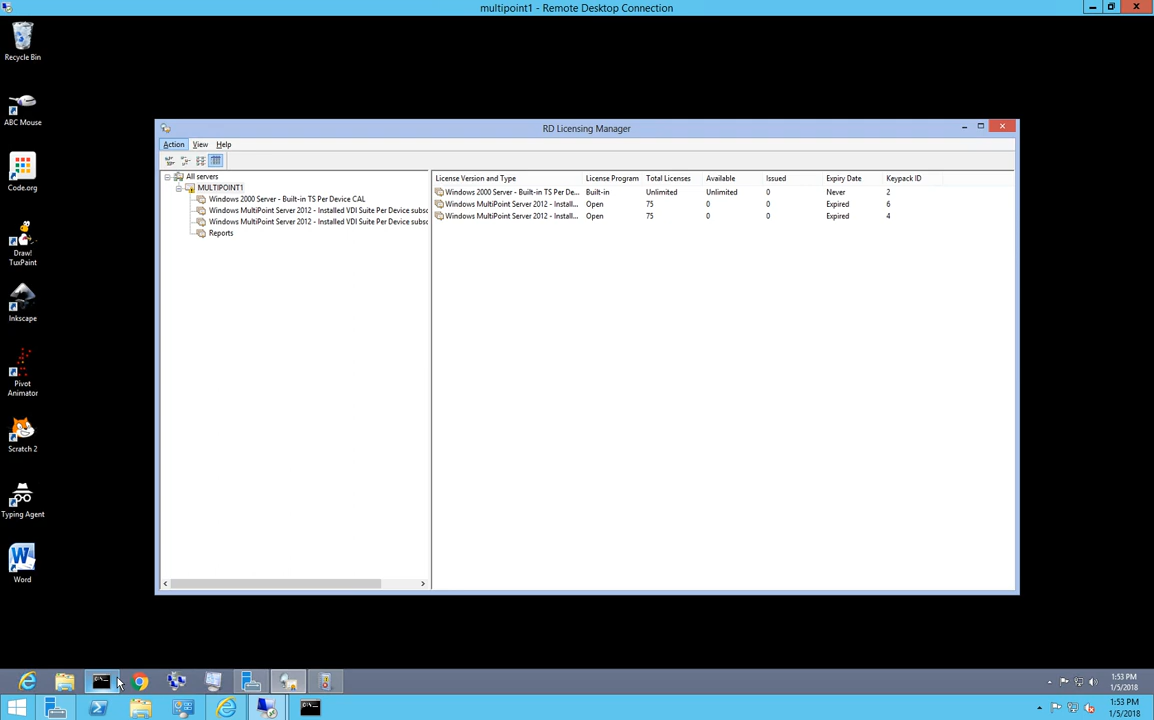 multipoint1 - Remote Desktop Connection
Recycle Bin
ABC Mouse
Code.org
Draw!
TuxPaint
Inkscape
Pivot
Animator
Scratch 2
Typing Agent
Word
RD Licensing Manager
Action View Help
All servers
MULTIPOINT1
Windows 2000 Server - Built-in TS Per Device CAL
Windows MultiPoint Server 2012 - Installed VDI Suite Per Device subsc
Windows MultiPoint Server 2012 - Installed VDI Suite Per Device subsc
Reports
License Version and Type License Program Total Licenses Available Issued Expiry Date Keypack ID
Windows 2000 Server - Built-in TS Per De... Built-in Unlimited Unlimited 0 Never 2
Windows MultiPoint Server 2012 - Install... Open 75 0 0 Expired 6
Windows MultiPoint Server 2012 - Install... Open 75 0 0 Expired 4
1:53 PM
1/5/2018
1:53 PM
1/5/2018